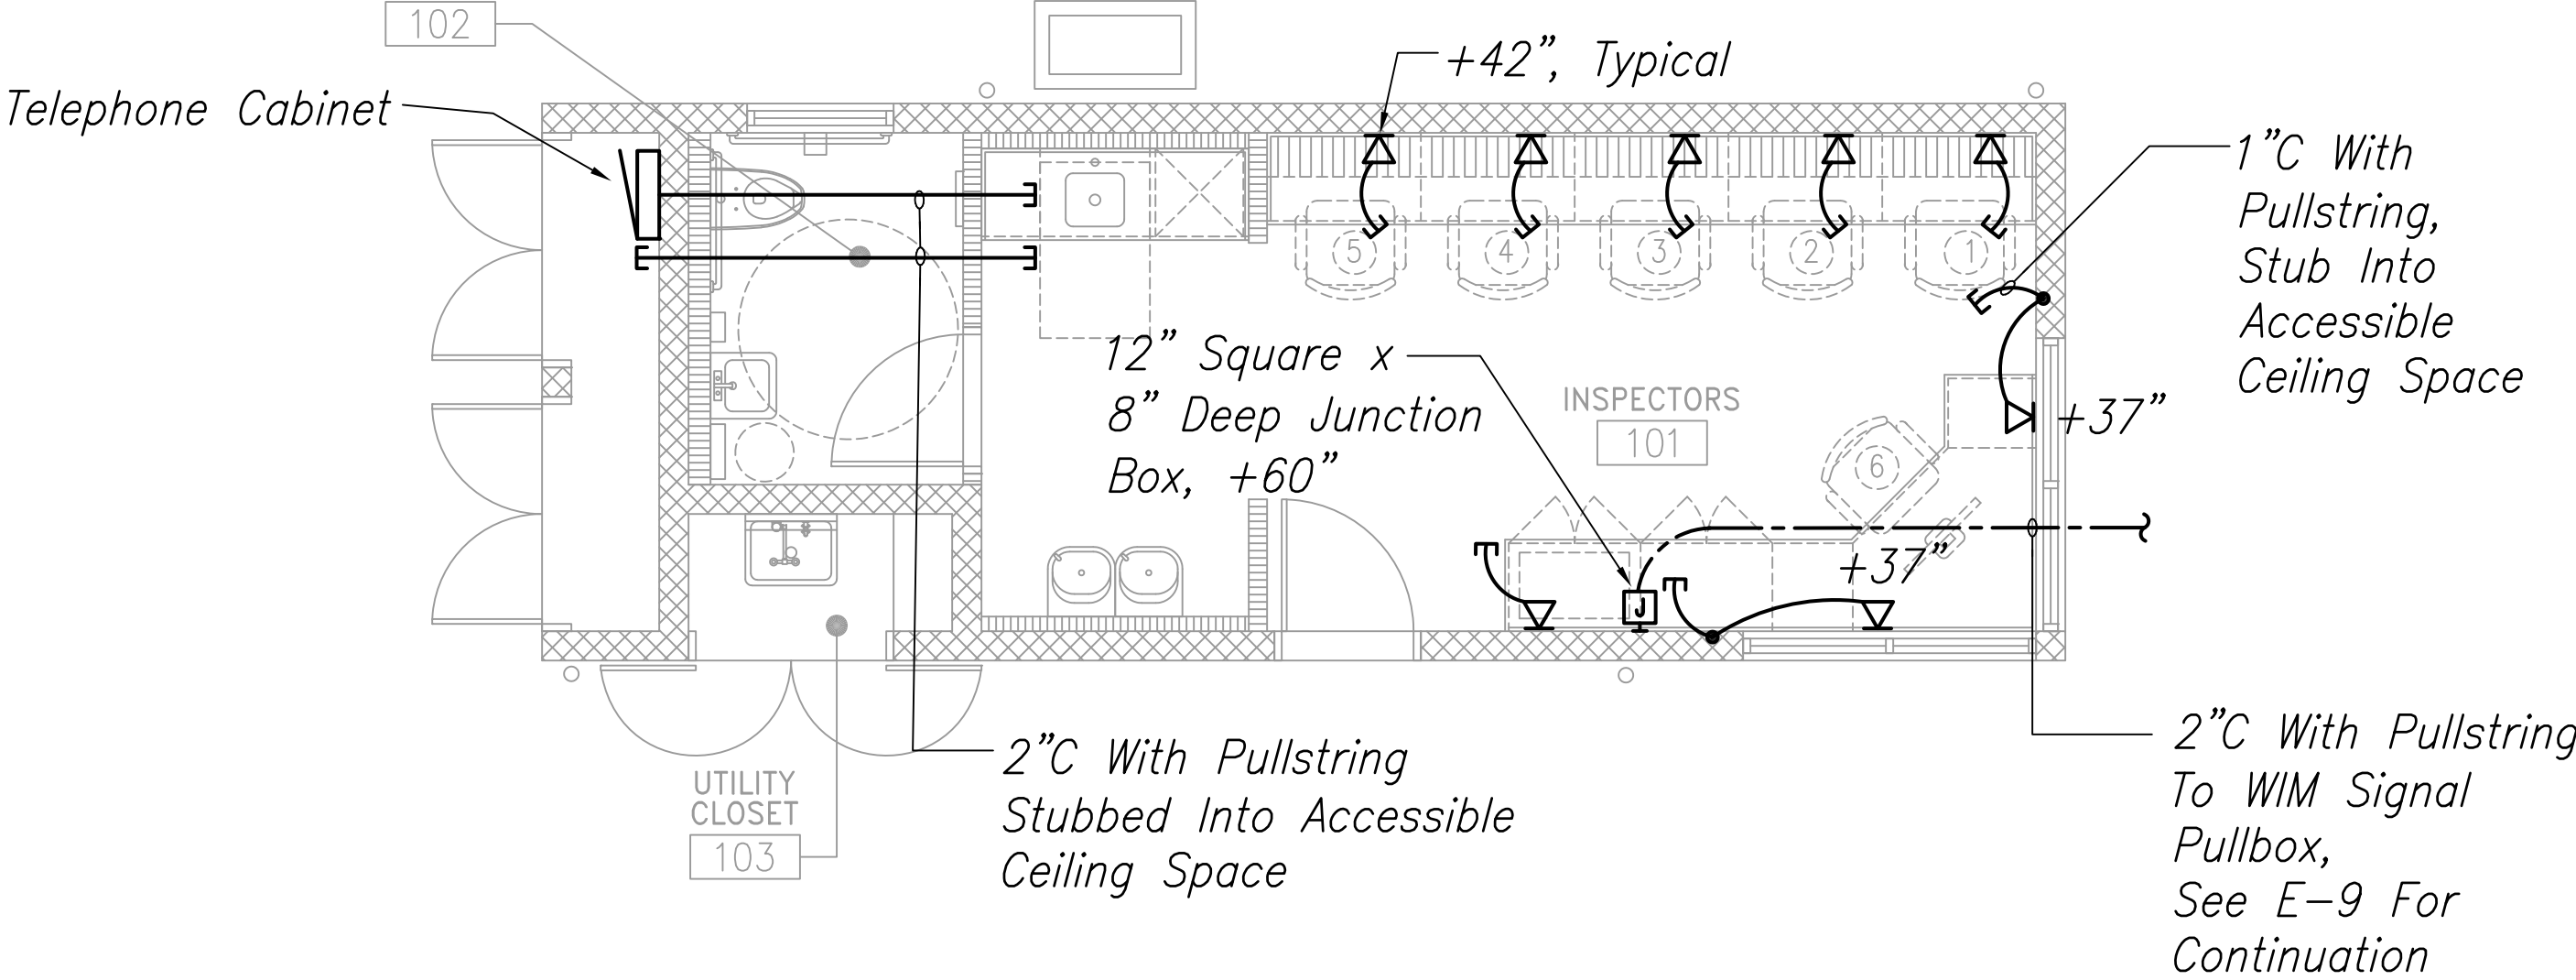 102
Telephone Cabinet
+42”, Typical
1”C With
Pullstring,
Stub Into
Accessible
Ceiling Space
5
4
3
2
1
12” Square x
8” Deep Junction
Box, +60”
INSPECTORS
101
+37”
6
+37”
J
2”C With Pullstring
Stubbed Into Accessible
Ceiling Space
UTILITY
CLOSET
103
2”C With Pullstring
To WIM Signal
Pullbox,
See E-9 For
Continuation